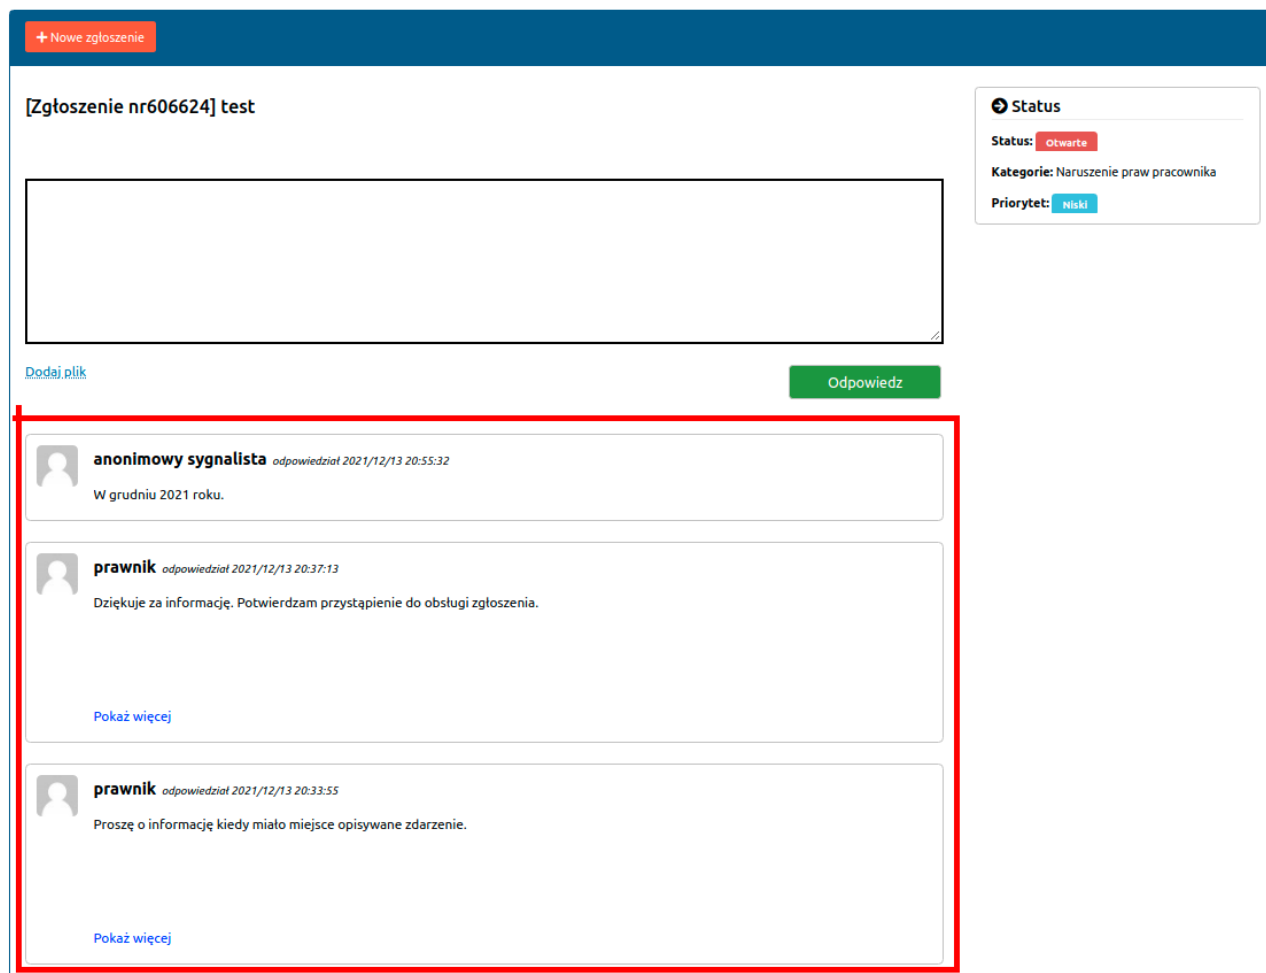 + Nowe zgłoszenie
[Zgłoszenie nr606624] test
Status
Status: Otwarte
Kategorie: Naruszenie praw pracownika
Priorytet: Niski
Dodaj plik
Odpowiedz
anonimowy sygnalista odpowiedział 2021/12/13 20:55:32
W grudniu 2021 roku.
prawnik odpowiedział 2021/12/13 20:37:13
Dziękuje za informację. Potwierdzam przystąpienie do obsługi zgłoszenia.
Pokaż więcej
prawnik odpowiedział 2021/12/13 20:33:55
Proszę o informację kiedy miało miejsce opisywane zdarzenie.
Pokaż więcej